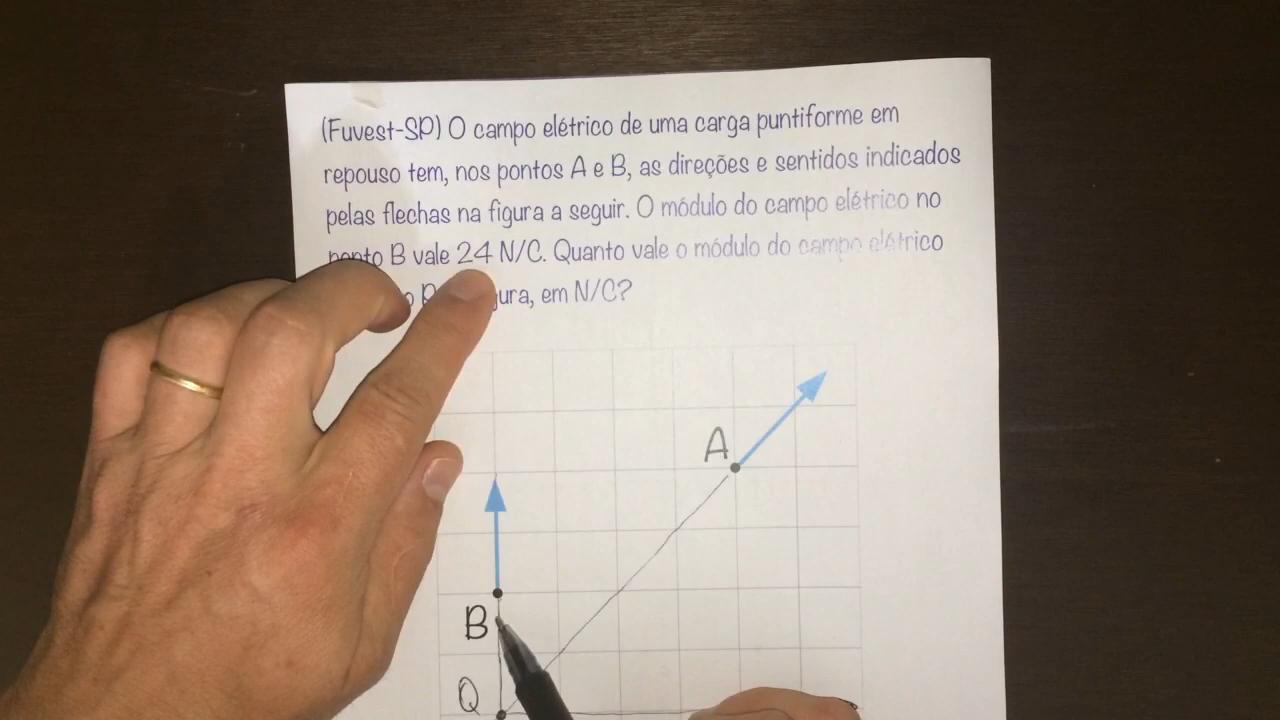 (Fuvest-SP) O campo elétrico de uma carga puntiforme em
repouso tem, nos pontos A e B, as direções e sentidos indicados
pelas flechas na figura a seguir. O módulo do campo elétrico no
ponto B vale 24 N/C. Quanto vale o módulo do campo elétrico
em N/C?
A
B
Q